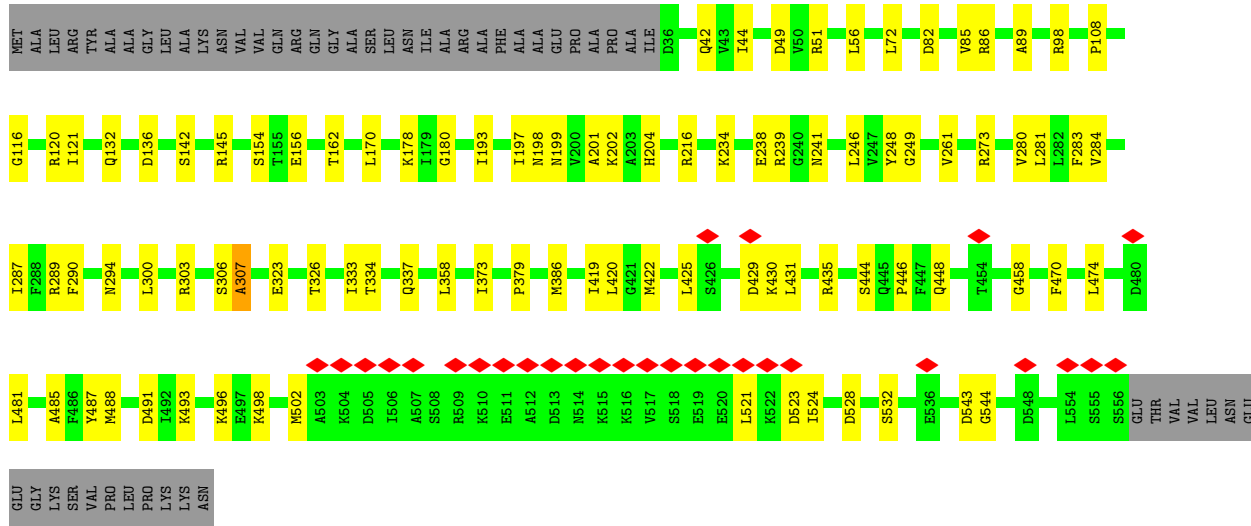 MET ALA LEU ARG TYR ALA ALA GLY LEU ALA LYS ASN VAL VAL GLN ARG GLN GLY ALA SER LEU ASN ILE ALA ARG ALA PHE ALA ALA GLU PRO ALA PRO ALA ILE D36 Q42 V43 I44 D49 V50 R51 L56 L72 D82 V85 R86 A89 R98 P108
G116 R120 I121 Q132 D136 S142 R145 S154 T155 E156 T162 L170 K178 I179 G180 I193 I197 N198 N199 V200 A201 K202 A203 H204 R216 K234 E238 R239 G240 N241 L246 V247 Y248 G249 V261 R273 V280 L281 L282 F283 V284
I287 F288 R289 F290 N294 L300 R303 S306 A307 E323 T326 I333 T334 Q337 L358 I373 P379 M386 I419 L420 G421 M422 L425 S426 D429 K430 L431 R435 S444 Q445 P446 F447 Q448 T454 G458 F470 L474 D480
L481 A485 F486 Y487 M488 D491 I492 K493 K496 E497 K498 M502 A503 K504 D505 I506 A507 S508 R509 K510 E511 A512 D513 N514 K515 K516 V517 S518 E519 E520 L521 K522 D523 I524 D528 S532 E536 D543 G544 D548 L554 S555 S556 GLU THR VAL VAL LEU ASN GLU
GLU GLY LYS SER VAL PRO LEU PRO LYS LYS ASN